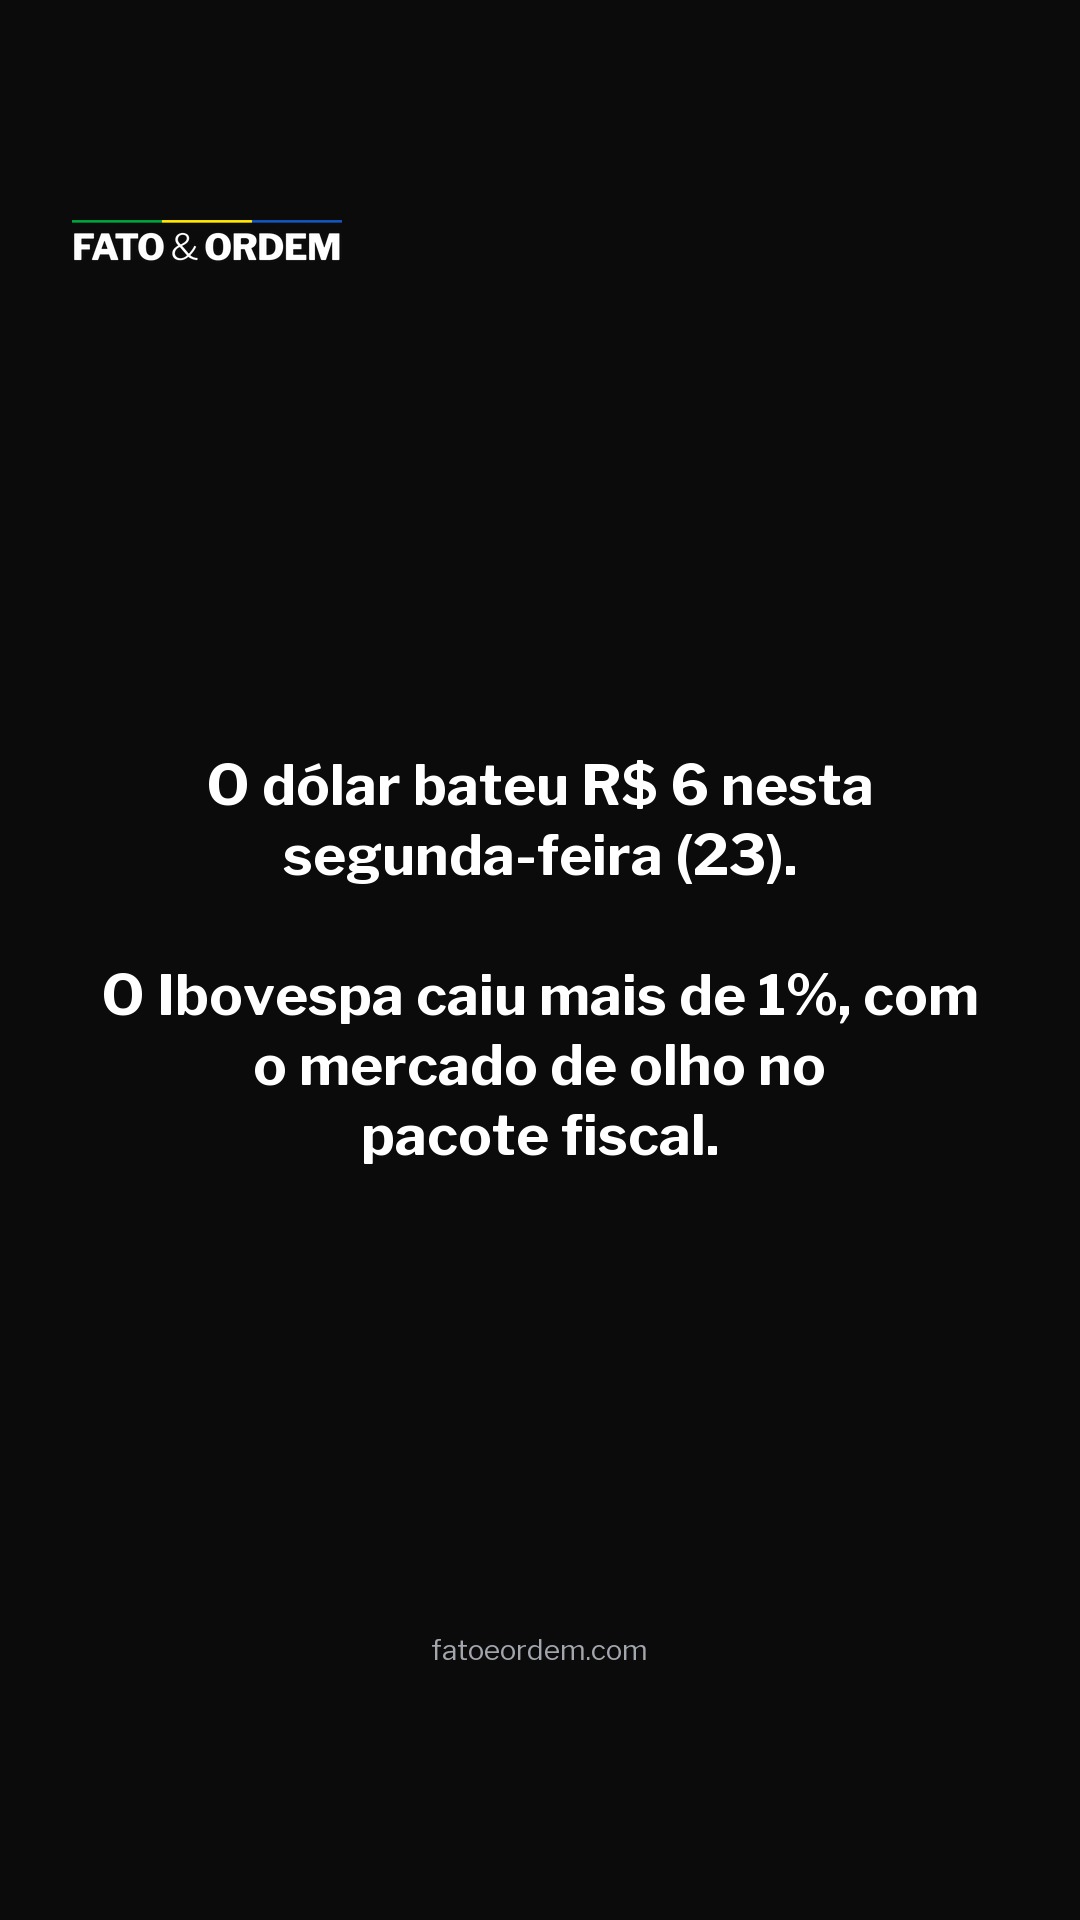 FATO & ORDEM
O dólar bateu R$ 6 nesta
segunda-feira (23).
O Ibovespa caiu mais de 1%, com
o mercado de olho no
pacote fiscal.
fatoeordem.com